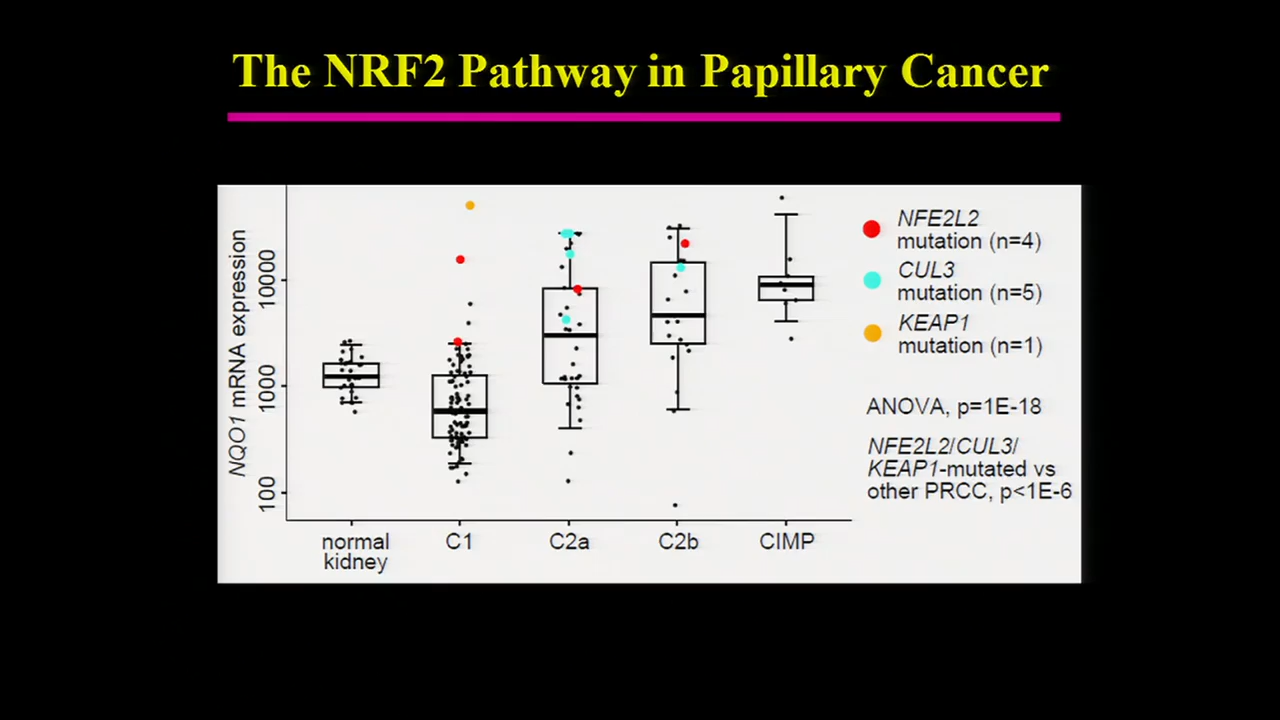 The NRF2 Pathway in Papillary Cancer
NQO1 mRNA expression
10000
1000
100
normal
kidney
C1
C2a
C2b
CIMP
NFE2L2
mutation (n=4)
CUL3
mutation (n=5)
KEAP1
mutation (n=1)
ANOVA, p=1E-18
NFE2L2/CUL3/
KEAP1-mutated vs
other PRCC, p<1E-6